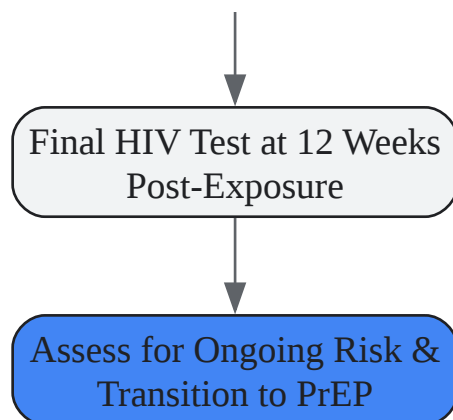 Final HIV Test at 12 Weeks
Post-Exposure
Assess for Ongoing Risk &
Transition to PrEP